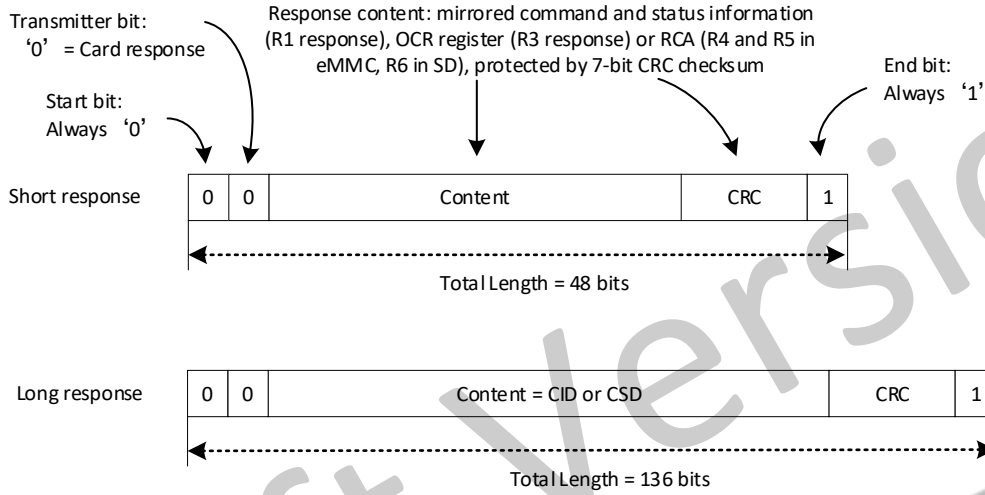 Transmitter bit:
‘0’ = Card response
Response content: mirrored command and status information
(R1 response), OCR register (R3 response) or RCA (R4 and R5 in
eMMC, R6 in SD), protected by 7-bit CRC checksum
Start bit:
Always ‘0’
End bit:
Always ‘1’
Short response
0 0 Content CRC 1
Total Length = 48 bits
Long response
0 0 Content = CID or CSD CRC 1
Total Length = 136 bits